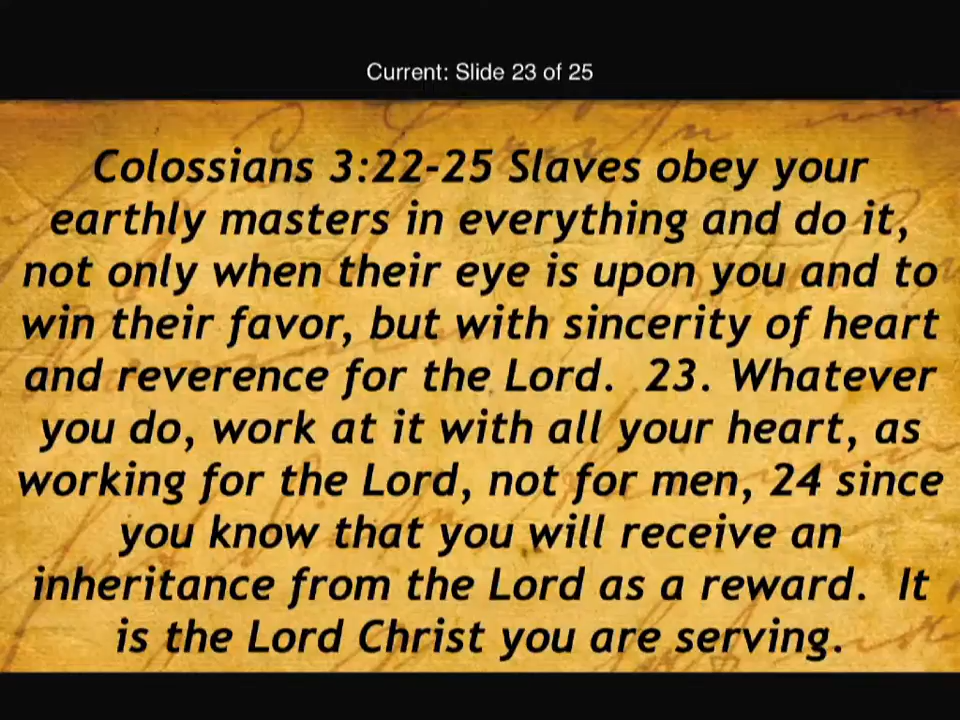 Current: Slide 23 of 25
Colossians 3:22-25 Slaves obey your
earthly masters in everything and do it,
not only when their eye is upon you and to
win their favor, but with sincerity of heart
and reverence for the Lord.  23. Whatever
you do, work at it with all your heart, as
working for the Lord, not for men, 24 since
you know that you will receive an
inheritance from the Lord as a reward.  It
is the Lord Christ you are serving.